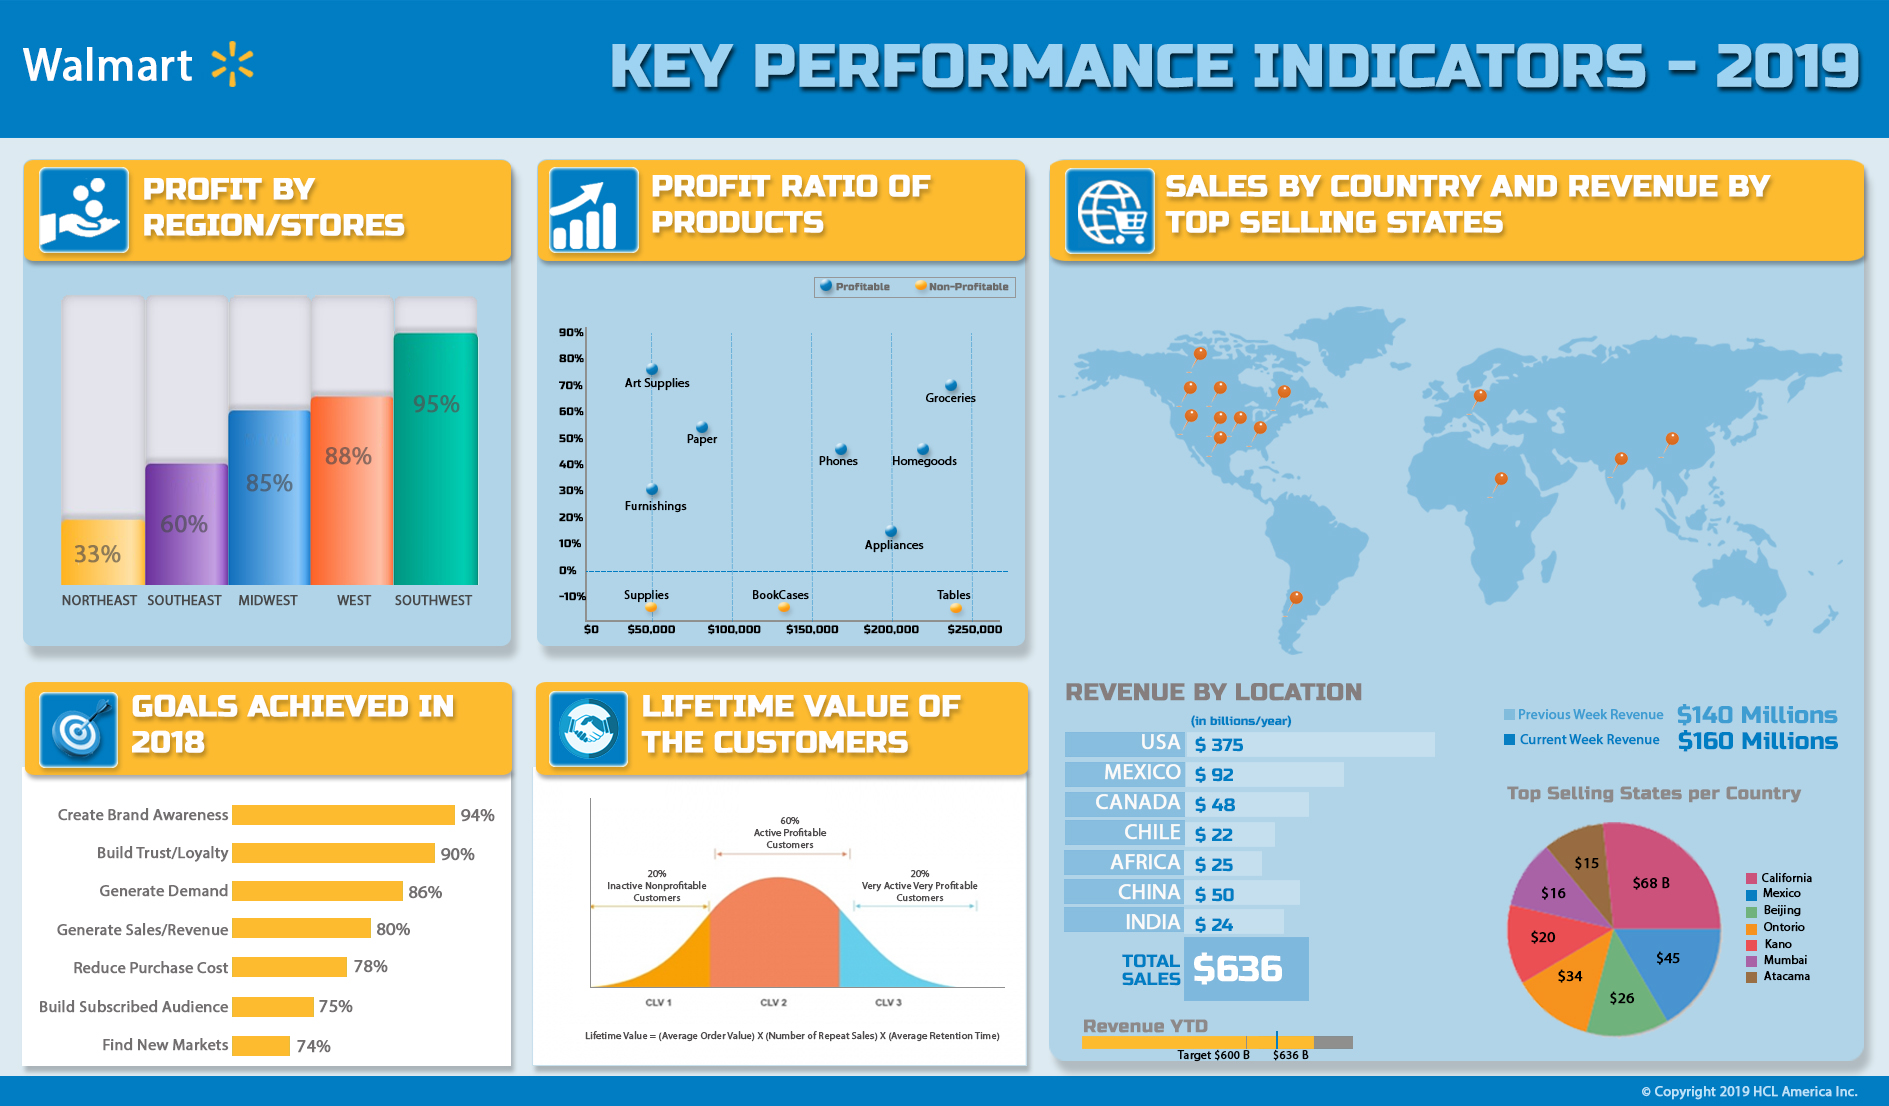 Walmart
KEY PERFORMANCE INDICATORS - 2019
PROFIT BY
REGION/STORES
33%
60%
85%
88%
95%
NORTHEAST
SOUTHEAST
MIDWEST
WEST
SOUTHWEST
PROFIT RATIO OF
PRODUCTS
Profitable
Non-Profitable
90%
80%
70%
60%
50%
40%
30%
20%
10%
0%
-10%
Art Supplies
Groceries
Paper
Phones
Homegoods
Furnishings
Appliances
Supplies
BookCases
Tables
$0
$50,000
$100,000
$150,000
$200,000
$250,000
SALES BY COUNTRY AND REVENUE BY
TOP SELLING STATES
REVENUE BY LOCATION
(in billions/year)
USA $ 375
MEXICO $ 92
CANADA $ 48
CHILE $ 22
AFRICA $ 25
CHINA $ 50
INDIA $ 24
TOTAL
SALES
$636
Revenue YTD
Target $600 B
$636 B
Previous Week Revenue $140 Millions
Current Week Revenue $160 Millions
Top Selling States per Country
$68 B
$45
$26
$34
$20
$16
$15
California
Mexico
Beijing
Ontorio
Kano
Mumbai
Atacama
GOALS ACHIEVED IN
2018
Create Brand Awareness 94%
Build Trust/Loyalty 90%
Generate Demand 86%
Generate Sales/Revenue 80%
Reduce Purchase Cost 78%
Build Subscribed Audience 75%
Find New Markets 74%
LIFETIME VALUE OF
THE CUSTOMERS
20%
Inactive Nonprofitable
Customers
60%
Active Profitable
Customers
20%
Very Active Very Profitable
Customers
CLV 1
CLV 2
CLV 3
Lifetime Value = (Average Order Value) X (Number of Repeat Sales) X (Average Retention Time)
© Copyright 2019 HCL America Inc.